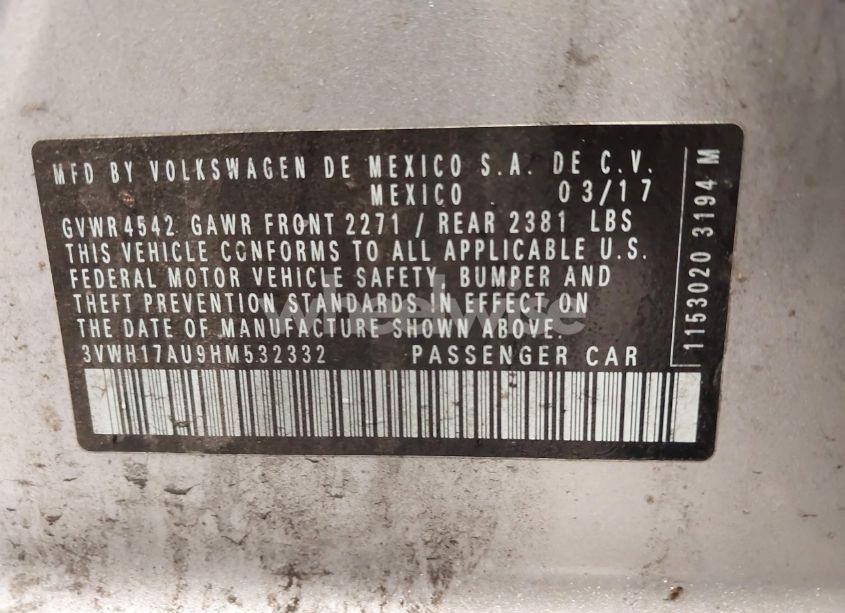 MFD BY VOLKSWAGEN DE MEXICO S.A. DE C.V.
MEXICO 03/17
GVWR4542 GAWR FRONT 2271 / REAR 2381 LBS
THIS VEHICLE CONFORMS TO ALL APPLICABLE U.S.
FEDERAL MOTOR VEHICLE SAFETY, BUMPER AND
THEFT PREVENTION STANDARDS IN EFFECT ON
THE DATE OF MANUFACTURE SHOWN ABOVE.
3VWH17AU9HM532332 PASSENGER CAR
1153020 3194 M
wheelwise